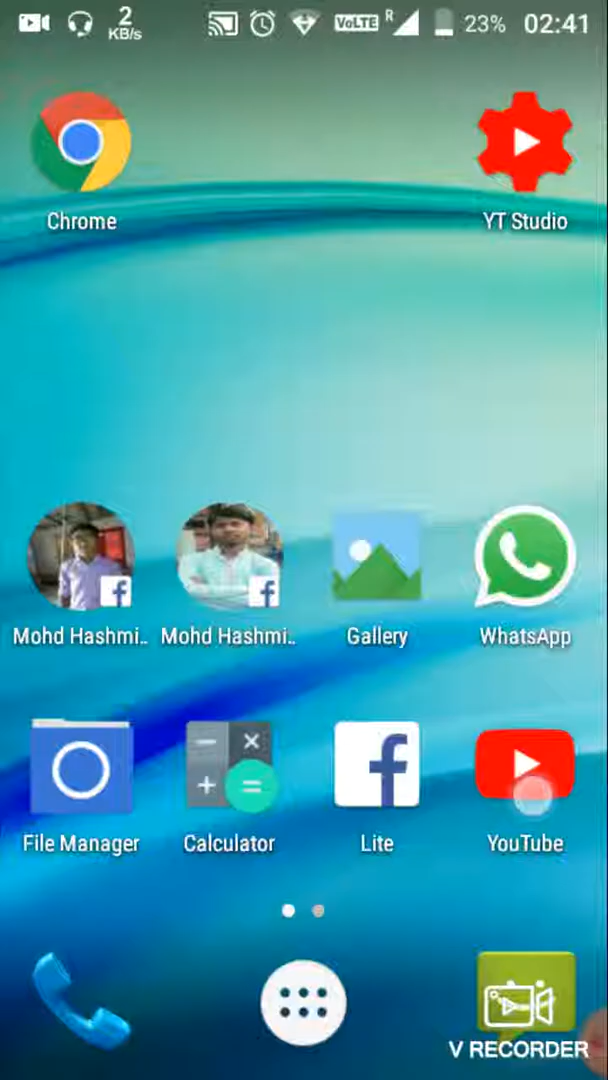 2
KB/s
VoLTE
R
23%
02:41
Chrome
YT Studio
Mohd Hashmi..
Mohd Hashmi..
Gallery
WhatsApp
File Manager
Calculator
Lite
YouTube
V RECORDER